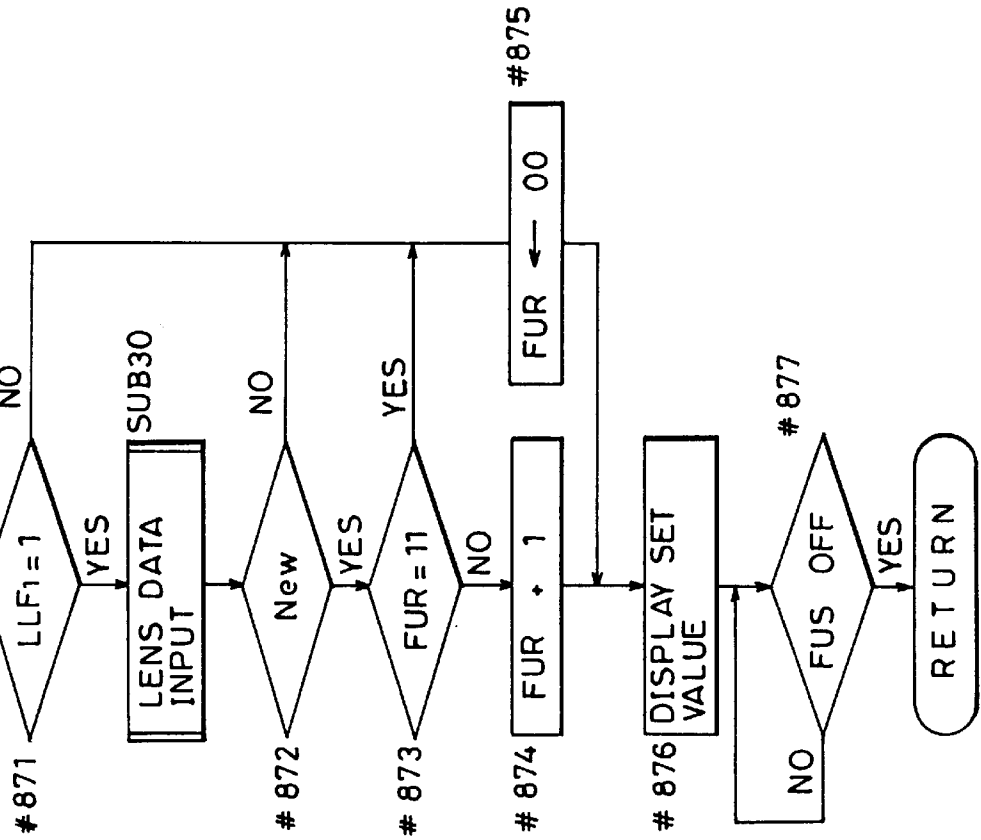 NO
#871
LLF1 = 1
YES
LENS DATA
INPUT
SUB30
# 872
New
NO
YES
# 873
FUR = 11
YES
NO
# 874
FUR + 1
FUR ← 00
#875
# 876
DISPLAY SET
VALUE
# 877
FUS OFF
NO
YES
RETURN